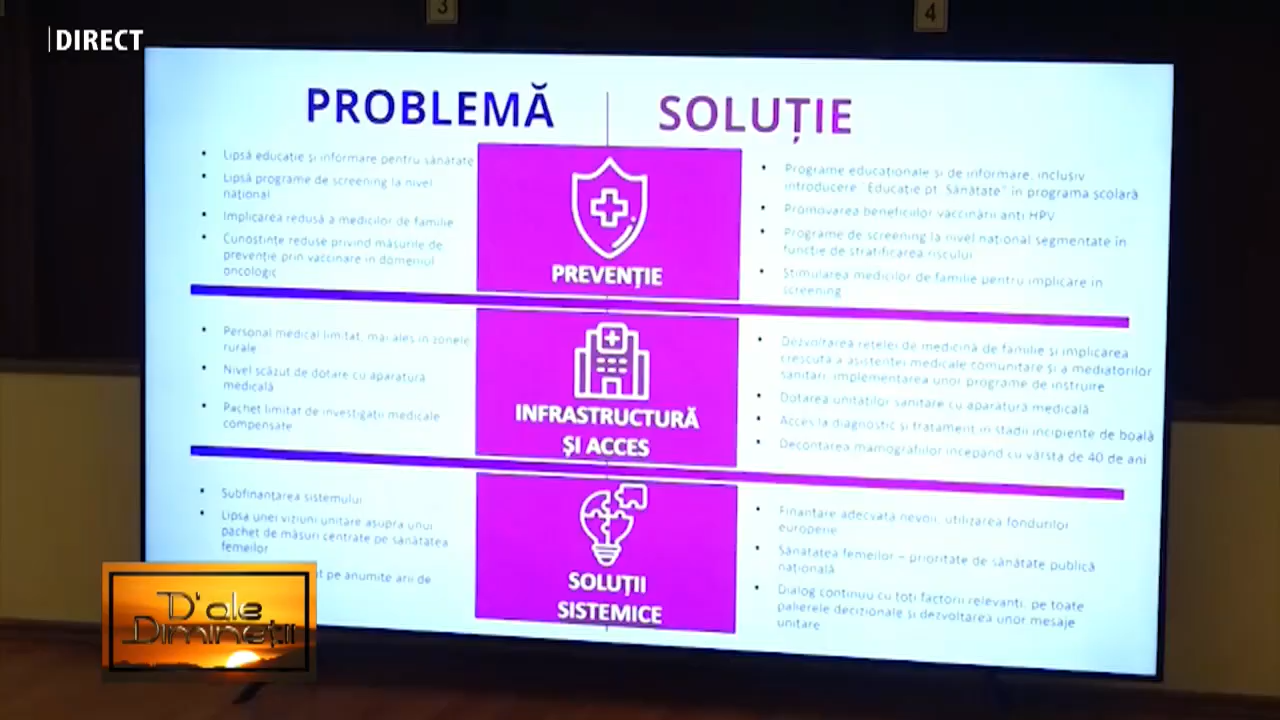 3
4
DIRECT
PROBLEMĂ
SOLUȚIE
• Lipsă educație și informare pentru sănătate
• Lipsă programe de screening la nivel
național
• Implicarea redusă a medicilor de familie
• Cunoștințe reduse privind măsurile de
prevenție prin vaccinare în domeniul
oncologic
PREVENȚIE
• Programe educaționale și de informare, inclusiv
introducere "Educație pt. Sănătate" în programa școlară
• Promovarea beneficiilor vaccinării anti HPV
• Programe de screening la nivel național segmentate în
funcție de stratificarea riscului
• Stimularea medicilor de familie pentru implicare în
screening
• Personal medical limitat, mai ales în zonele
rurale
• Nivel scăzut de dotare cu aparatură
medicală
• Pachet limitat de investigații medicale
compensate
INFRASTRUCTURĂ
ȘI ACCES
• Dezvoltarea rețelei de medicină de familie și implicarea
crescută a asistenței medicale comunitare și a mediatorilor
sanitari, implementarea unor programe de instruire
• Dotarea unităților sanitare cu aparatură medicală
• Acces la diagnostic și tratament în stadii incipiente de boală
• Decontarea mamografiilor începând cu vârsta de 40 de ani
• Subfinanțarea sistemului
• Lipsa unei viziuni unitare asupra unui
pachet de măsuri centrate pe sănătatea
femeilor
pe anumite arii de
SOLUȚII
SISTEMICE
• Finanțare adecvată nevoii, utilizarea fondurilor
europene
• Sănătatea femeilor – prioritate de sănătate publică
națională
• Dialog continuu cu toți factorii relevanți, pe toate
palierele decizionale și dezvoltarea unor mesaje
unitare
D'ale
Dimineții